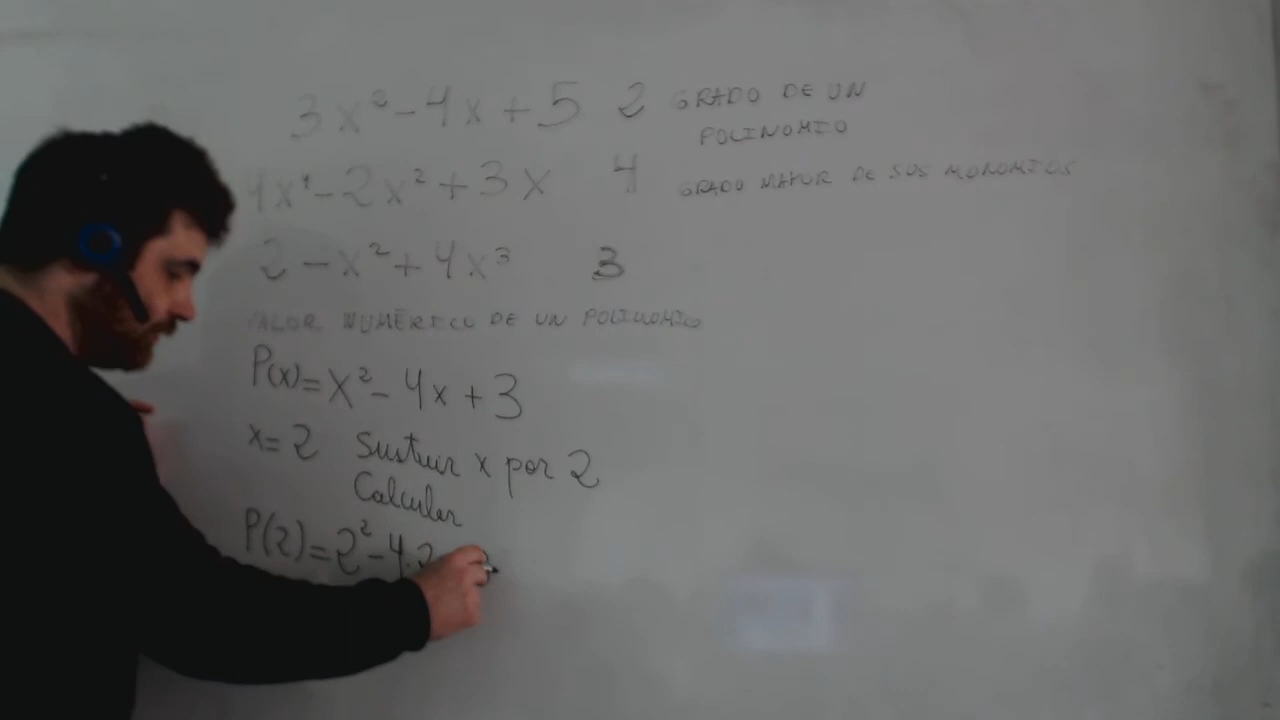 3x² - 4x + 5 2 GRADO DE UN
POLINOMIO
4x⁴ - 2x² + 3x 4 GRADO MAYOR DE SUS MONOMIOS
2 - x² + 4x³ 3
VALOR NUMÉRICO DE UN POLINOMIO
P(x) = x² - 4x + 3
x = 2 Sustuir x por 2
Calcular
P(2) = 2² - 4·2